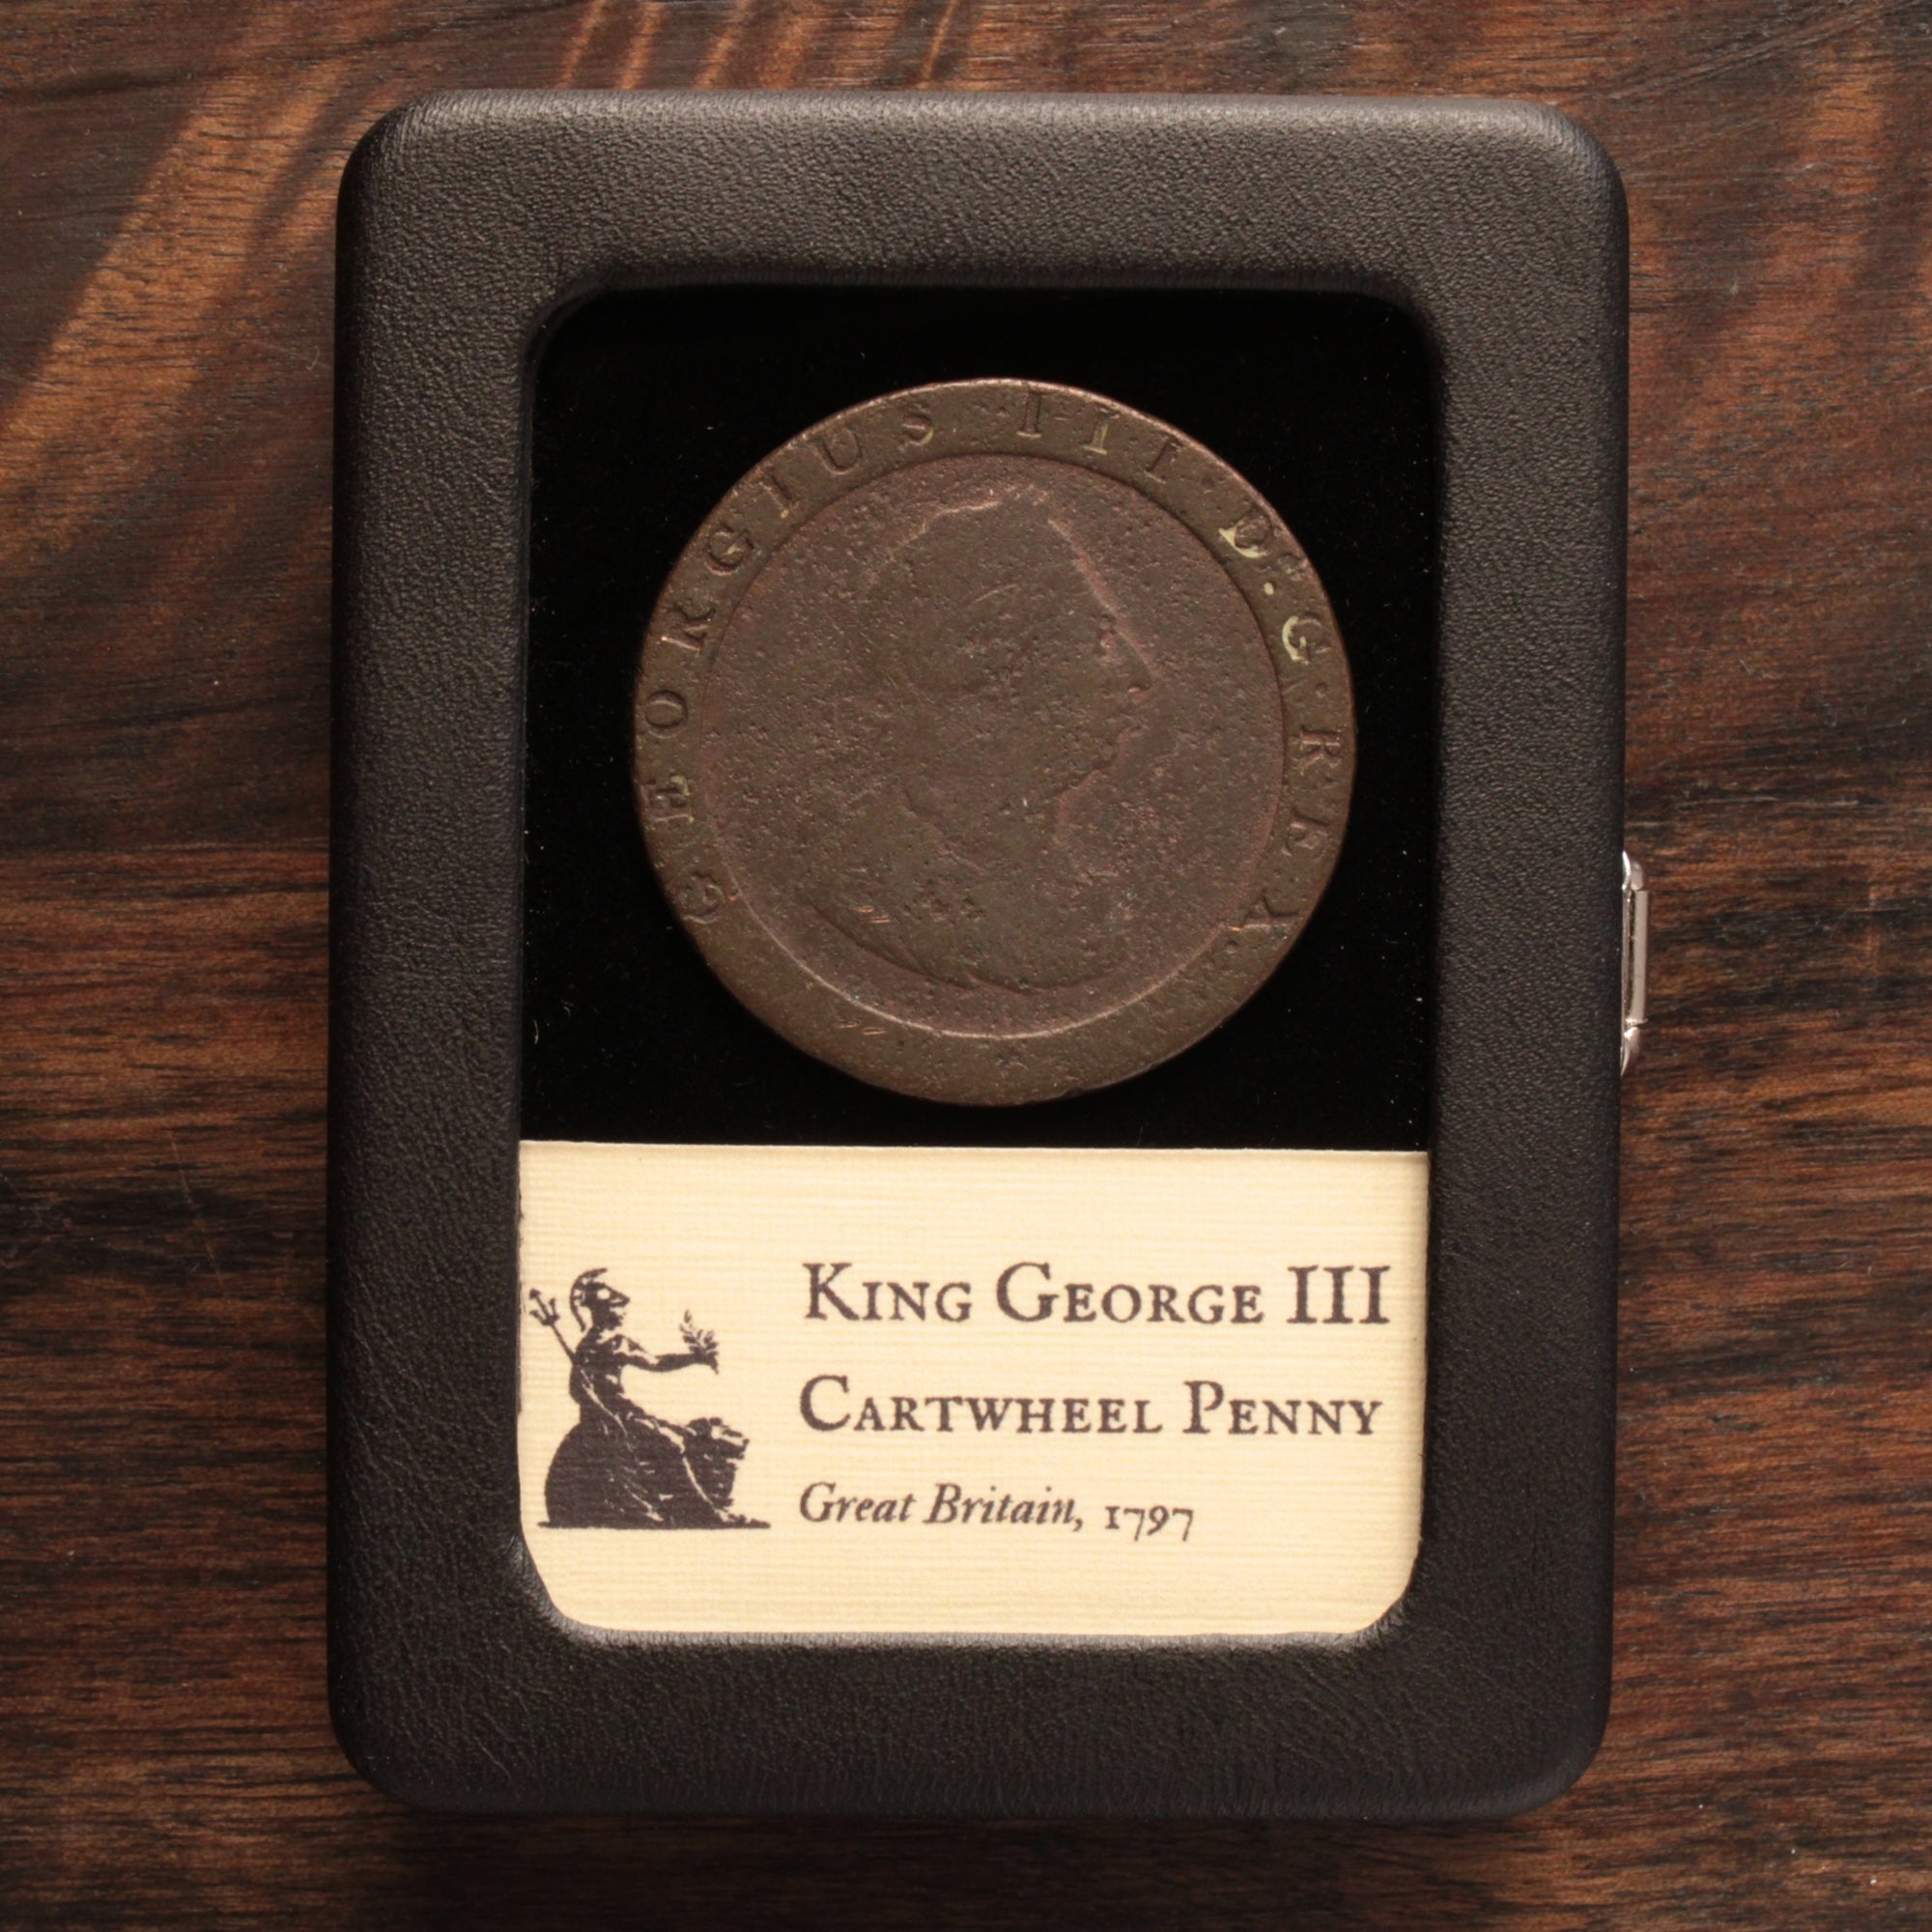 GEORGIUS III·D:G·REX.
King George III
Cartwheel Penny
Great Britain, 1797